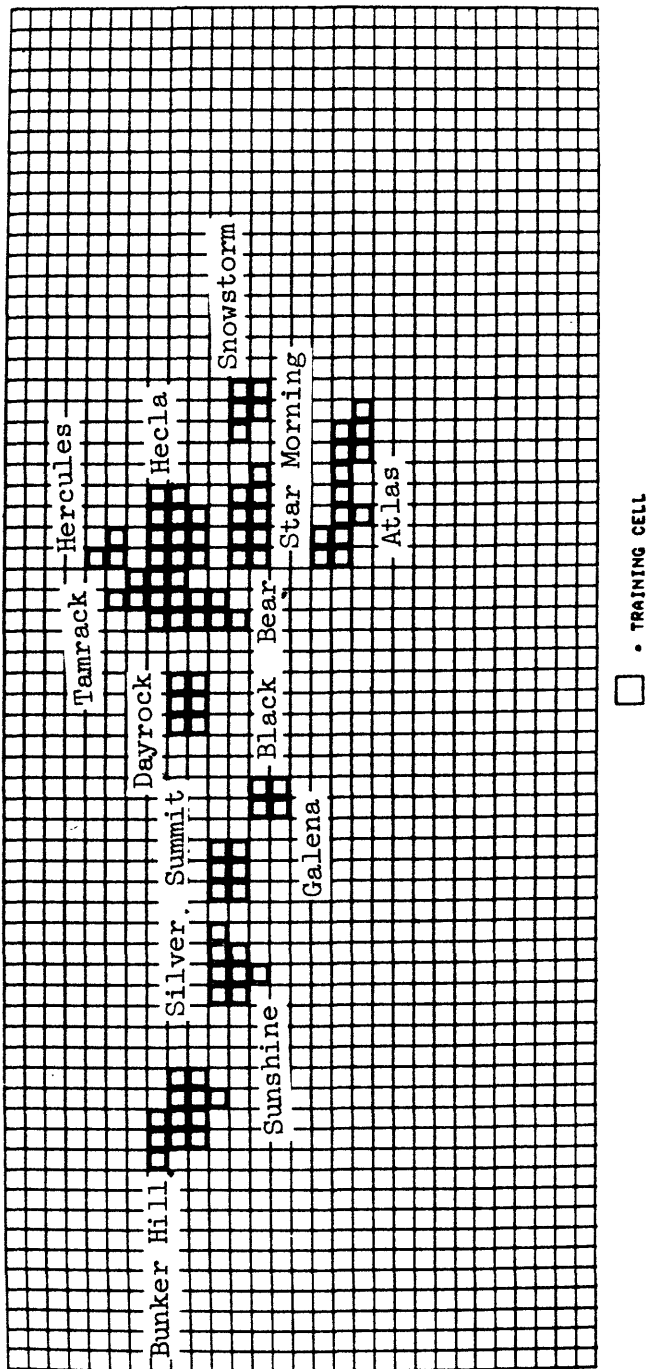 Hercules
Tamrack
Hecla
Snowstorm
Dayrock
Star Morning
Black Bear
Atlas
Silver Summit
Galena
Sunshine
Bunker Hill
□ • TRAINING CELL